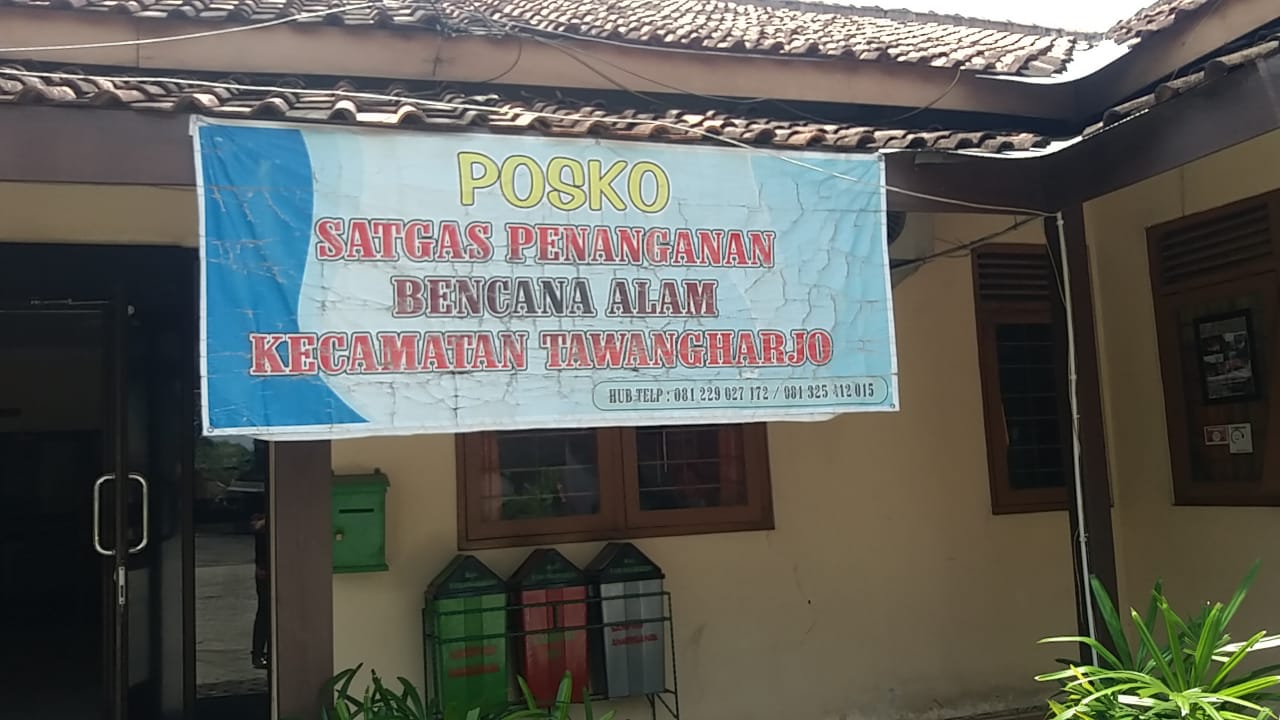 POSKO
SATGAS PENANGANAN
BENCANA ALAM
KECAMATAN TAWANGHARJO
HUB TELP : 081 229 027 172 / 081 325 412 015